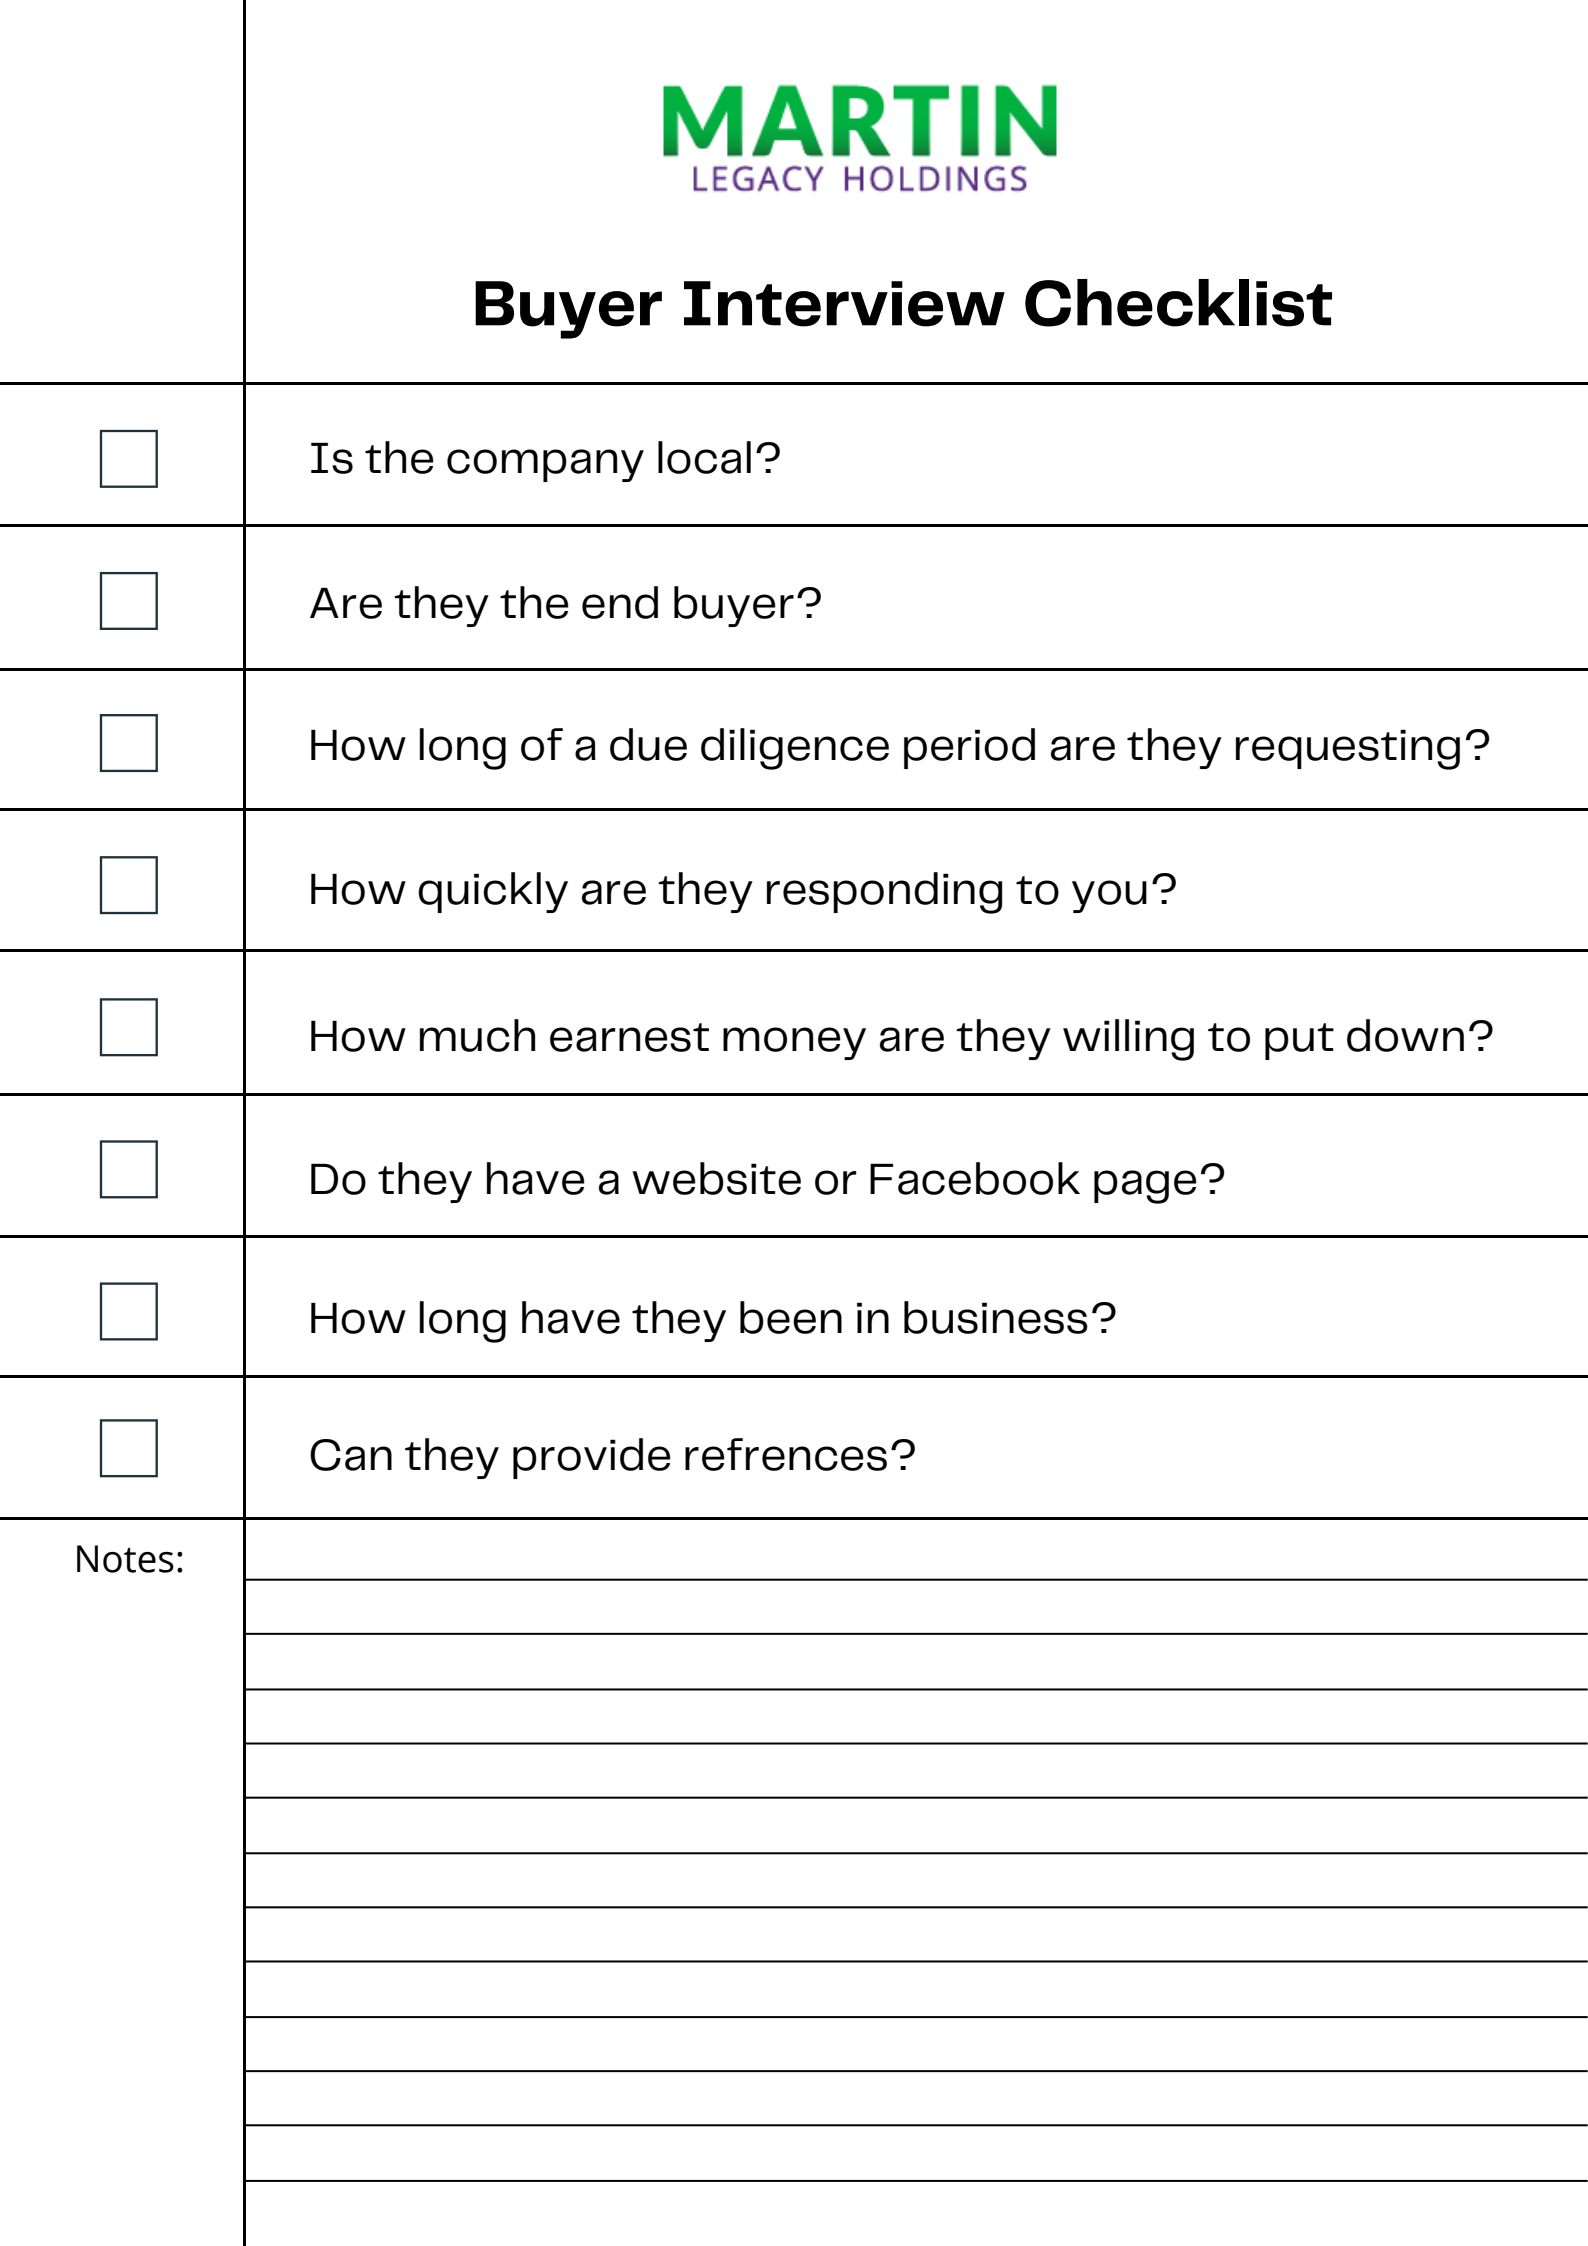 MARTIN
LEGACY HOLDINGS
Buyer Interview Checklist
Is the company local?
Are they the end buyer?
How long of a due diligence period are they requesting?
How quickly are they responding to you?
How much earnest money are they willing to put down?
Do they have a website or Facebook page?
How long have they been in business?
Can they provide refrences?
Notes: